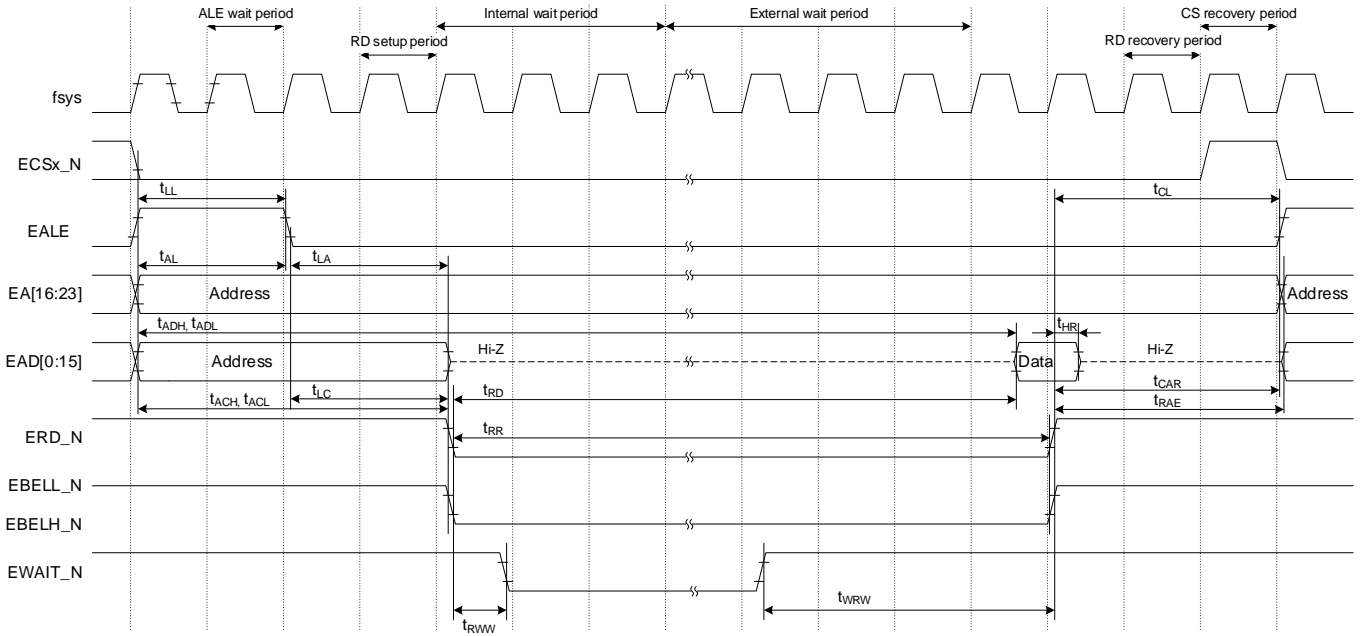 ALE wait period
Internal wait period
External wait period
CS recovery period
RD setup period
RD recovery period
fsys
ECSx_N
tLL
tCL
EALE
tAL
tLA
EA[16:23]
Address
Address
tADH, tADL
tHR
EAD[0:15]
Address
Hi-Z
Data
Hi-Z
tLC
tRD
tCAR
tACH, tACL
tRAE
ERD_N
tRR
EBELL_N
EBELH_N
EWAIT_N
tWRW
tRWW